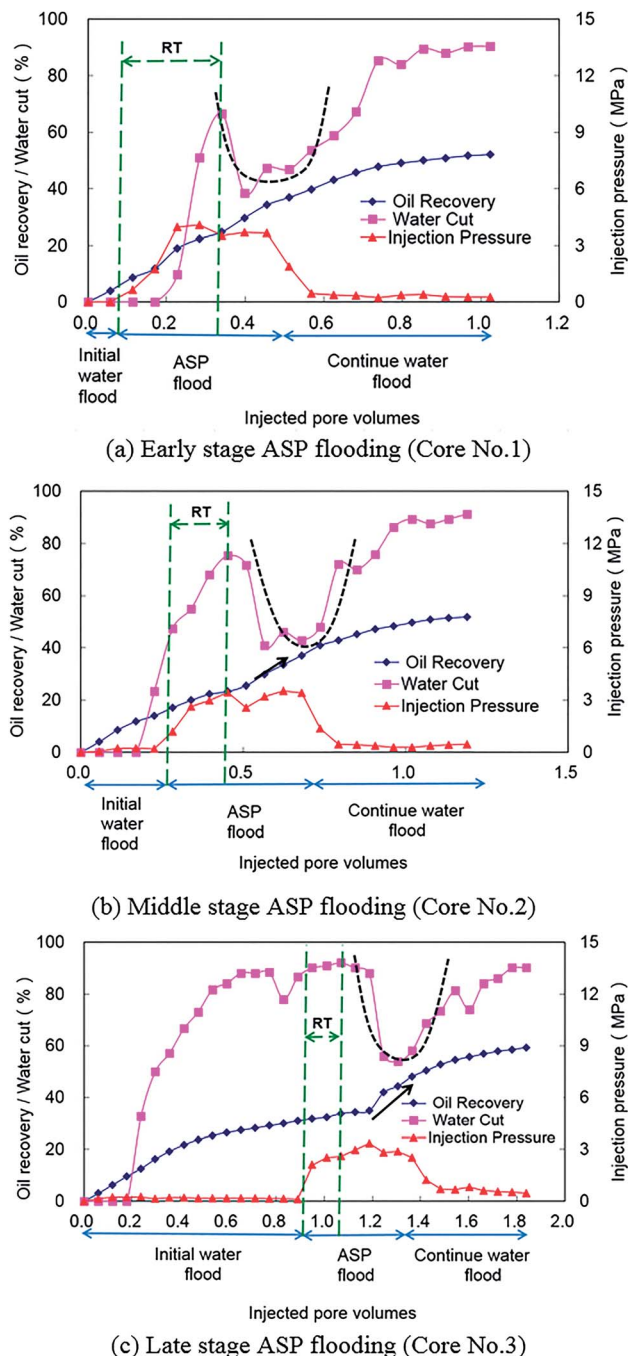 100
80
60
40
20
0
Oil recovery / Water cut ( % )
RT
15
12
9
6
3
0
Injection pressure ( MPa )
Oil Recovery
Water Cut
Injection Pressure
0.0
0.2
0.4
0.6
0.8
1.0
1.2
Initial
water
flood
ASP
flood
Continue water
flood
Injected pore volumes
(a) Early stage ASP flooding (Core No.1)
100
80
60
40
20
0
Oil recovery / Water cut ( % )
RT
15
12
9
6
3
0
Injection pressure ( MPa )
Oil Recovery
Water Cut
Injection Pressure
0.0
0.5
1.0
1.5
Initial
water
flood
ASP
flood
Continue water
flood
Injected pore volumes
(b) Middle stage ASP flooding (Core No.2)
100
80
60
40
20
0
Oil recovery / Water cut ( % )
RT
15
12
9
6
3
0
Injection pressure ( MPa )
Oil Recovery
Water Cut
Injection Pressure
0.0
0.2
0.4
0.6
0.8
1.0
1.2
1.4
1.6
1.8
2.0
Initial water
flood
ASP
flood
Continue water
flood
Injected pore volumes
(c) Late stage ASP flooding (Core No.3)